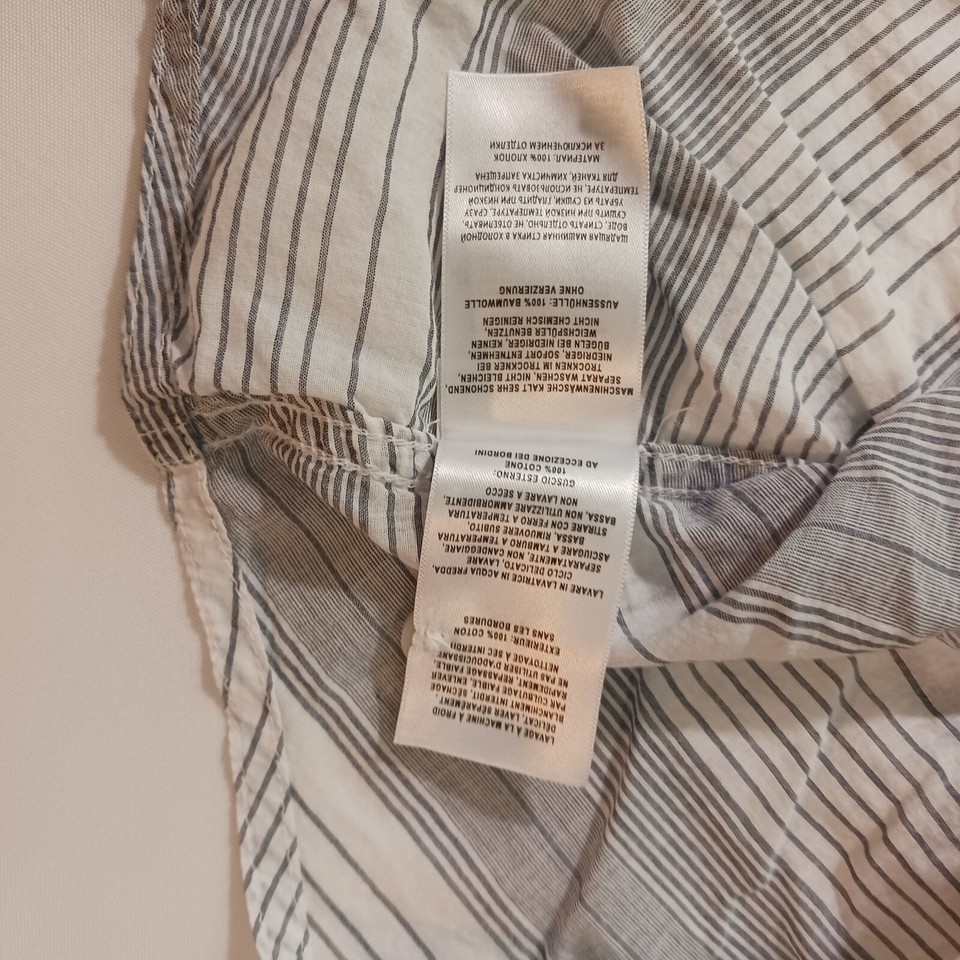 LAVAGE À LA MACHINE À FROID
DÉLICAT. LAVER SÉPARÉMENT.
BLANCHIMENT INTERDIT. SÉCHAGE
PAR CULBUTAGE FAIBLE, ENLEVER
RAPIDEMENT. REPASSAGE FAIBLE.
NE PAS UTILISER D'ADOUCISSANT.
NETTOYAGE À SEC INTERDIT
EXTÉRIEUR: 100% COTON
SANS LES BORDURES
LAVARE IN LAVATRICE IN ACQUA FREDDA,
CICLO DELICATO, LAVARE
SEPARATAMENTE, NON CANDEGGIARE,
ASCIUGARE A TAMBURO A TEMPERATURA
BASSA, RIMUOVERE SUBITO,
STIRARE CON FERRO A TEMPERATURA
BASSA, NON UTILIZZARE AMMORBIDENTE,
NON LAVARE A SECCO
GUSCIO ESTERNO:
100% COTONE
AD ECCEZIONE DEI BORDINI
MASCHINENWÄSCHE KALT SEHR SCHONEND,
SEPARAT WASCHEN, NICHT BLEICHEN,
TROCKNEN IM TROCKNER BEI
NIEDRIGER, SOFORT ENTNEHMEN,
BÜGELN BEI NIEDRIGER, KEINEN
WEICHSPÜLER BENUTZEN,
NICHT CHEMISCH REINIGEN
AUSSENHÜLLE: 100% BAUMWOLLE
OHNE VERZIERUNG
ЩАДЯЩАЯ МАШИННАЯ СТИРКА В ХОЛОДНОЙ
ВОДЕ, СТИРАТЬ ОТДЕЛЬНО, НЕ ОТБЕЛИВАТЬ,
СУШИТЬ ПРИ НИЗКОЙ ТЕМПЕРАТУРЕ, СРАЗУ
УБРАТЬ ИЗ СУШКИ, ГЛАДИТЬ ПРИ НИЗКОЙ
ТЕМПЕРАТУРЕ, НЕ ИСПОЛЬЗОВАТЬ КОНДИЦИОНЕР
ДЛЯ ТКАНЕЙ, ХИМЧИСТКА ЗАПРЕЩЕНА
МАТЕРИАЛ: 100% ХЛОПОК
ЗА ИСКЛЮЧЕНИЕМ ОТДЕЛКИ